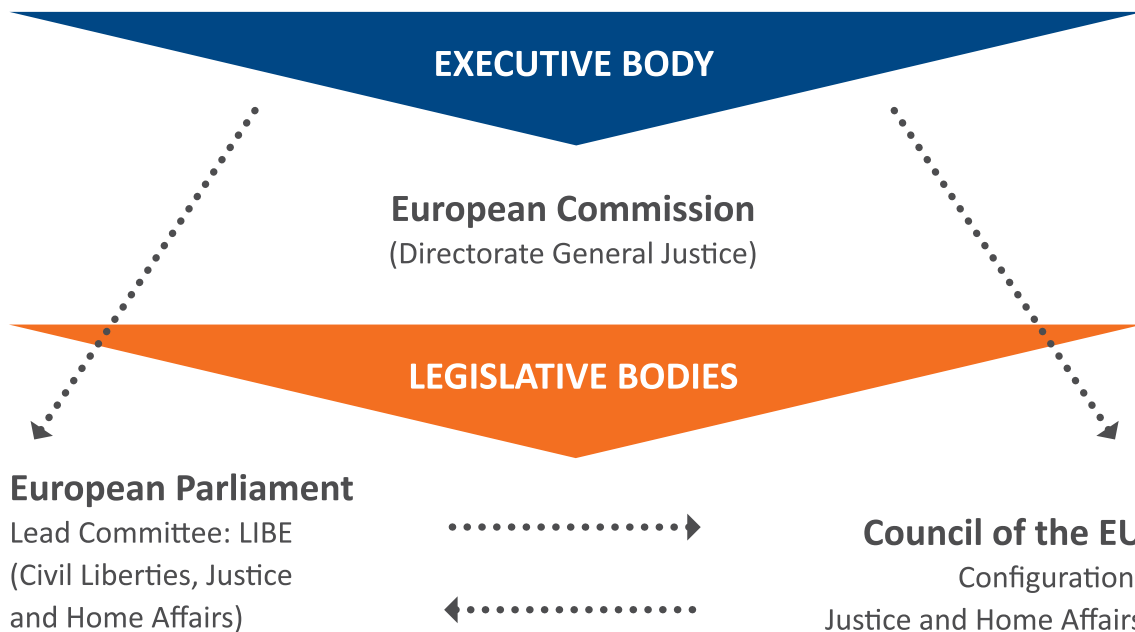 EXECUTIVE BODY
European Commission
(Directorate General Justice)
LEGISLATIVE BODIES
European Parliament
Lead Committee: LIBE
(Civil Liberties, Justice
and Home Affairs)
Council of the EU
Configuration
Justice and Home Affairs